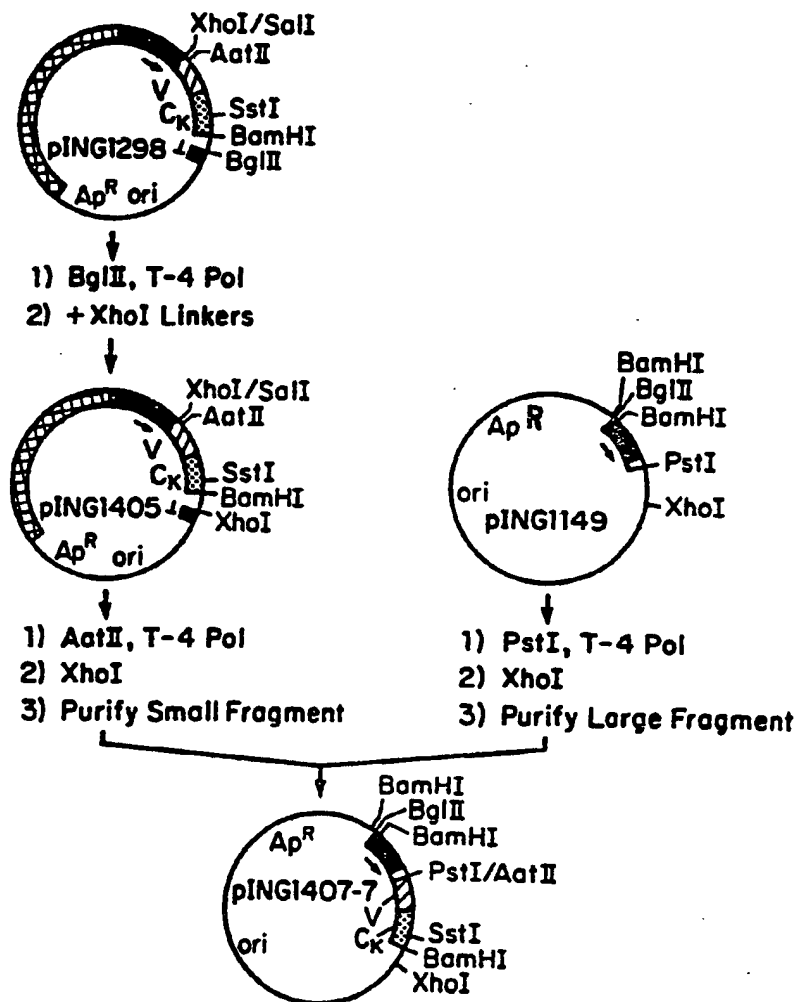 XhoI/SalI
AatII
V
Cκ
SstI
BamHI
pING1298
⊥
BglII
Apᴿ ori
1) BglII, T-4 Pol
2) +XhoI Linkers
XhoI/SalI
AatII
V
Cκ
SstI
BamHI
pING1405
⊥
XhoI
Apᴿ ori
1) AatII, T-4 Pol
2) XhoI
3) Purify Small Fragment
BamHI
BglII
BamHI
Apᴿ
PstI
ori
XhoI
pING1149
1) PstI, T-4 Pol
2) XhoI
3) Purify Large Fragment
BamHI
BglII
BamHI
Apᴿ
PstI/AatII
pING1407-7
V
Cκ
SstI
ori
BamHI
XhoI